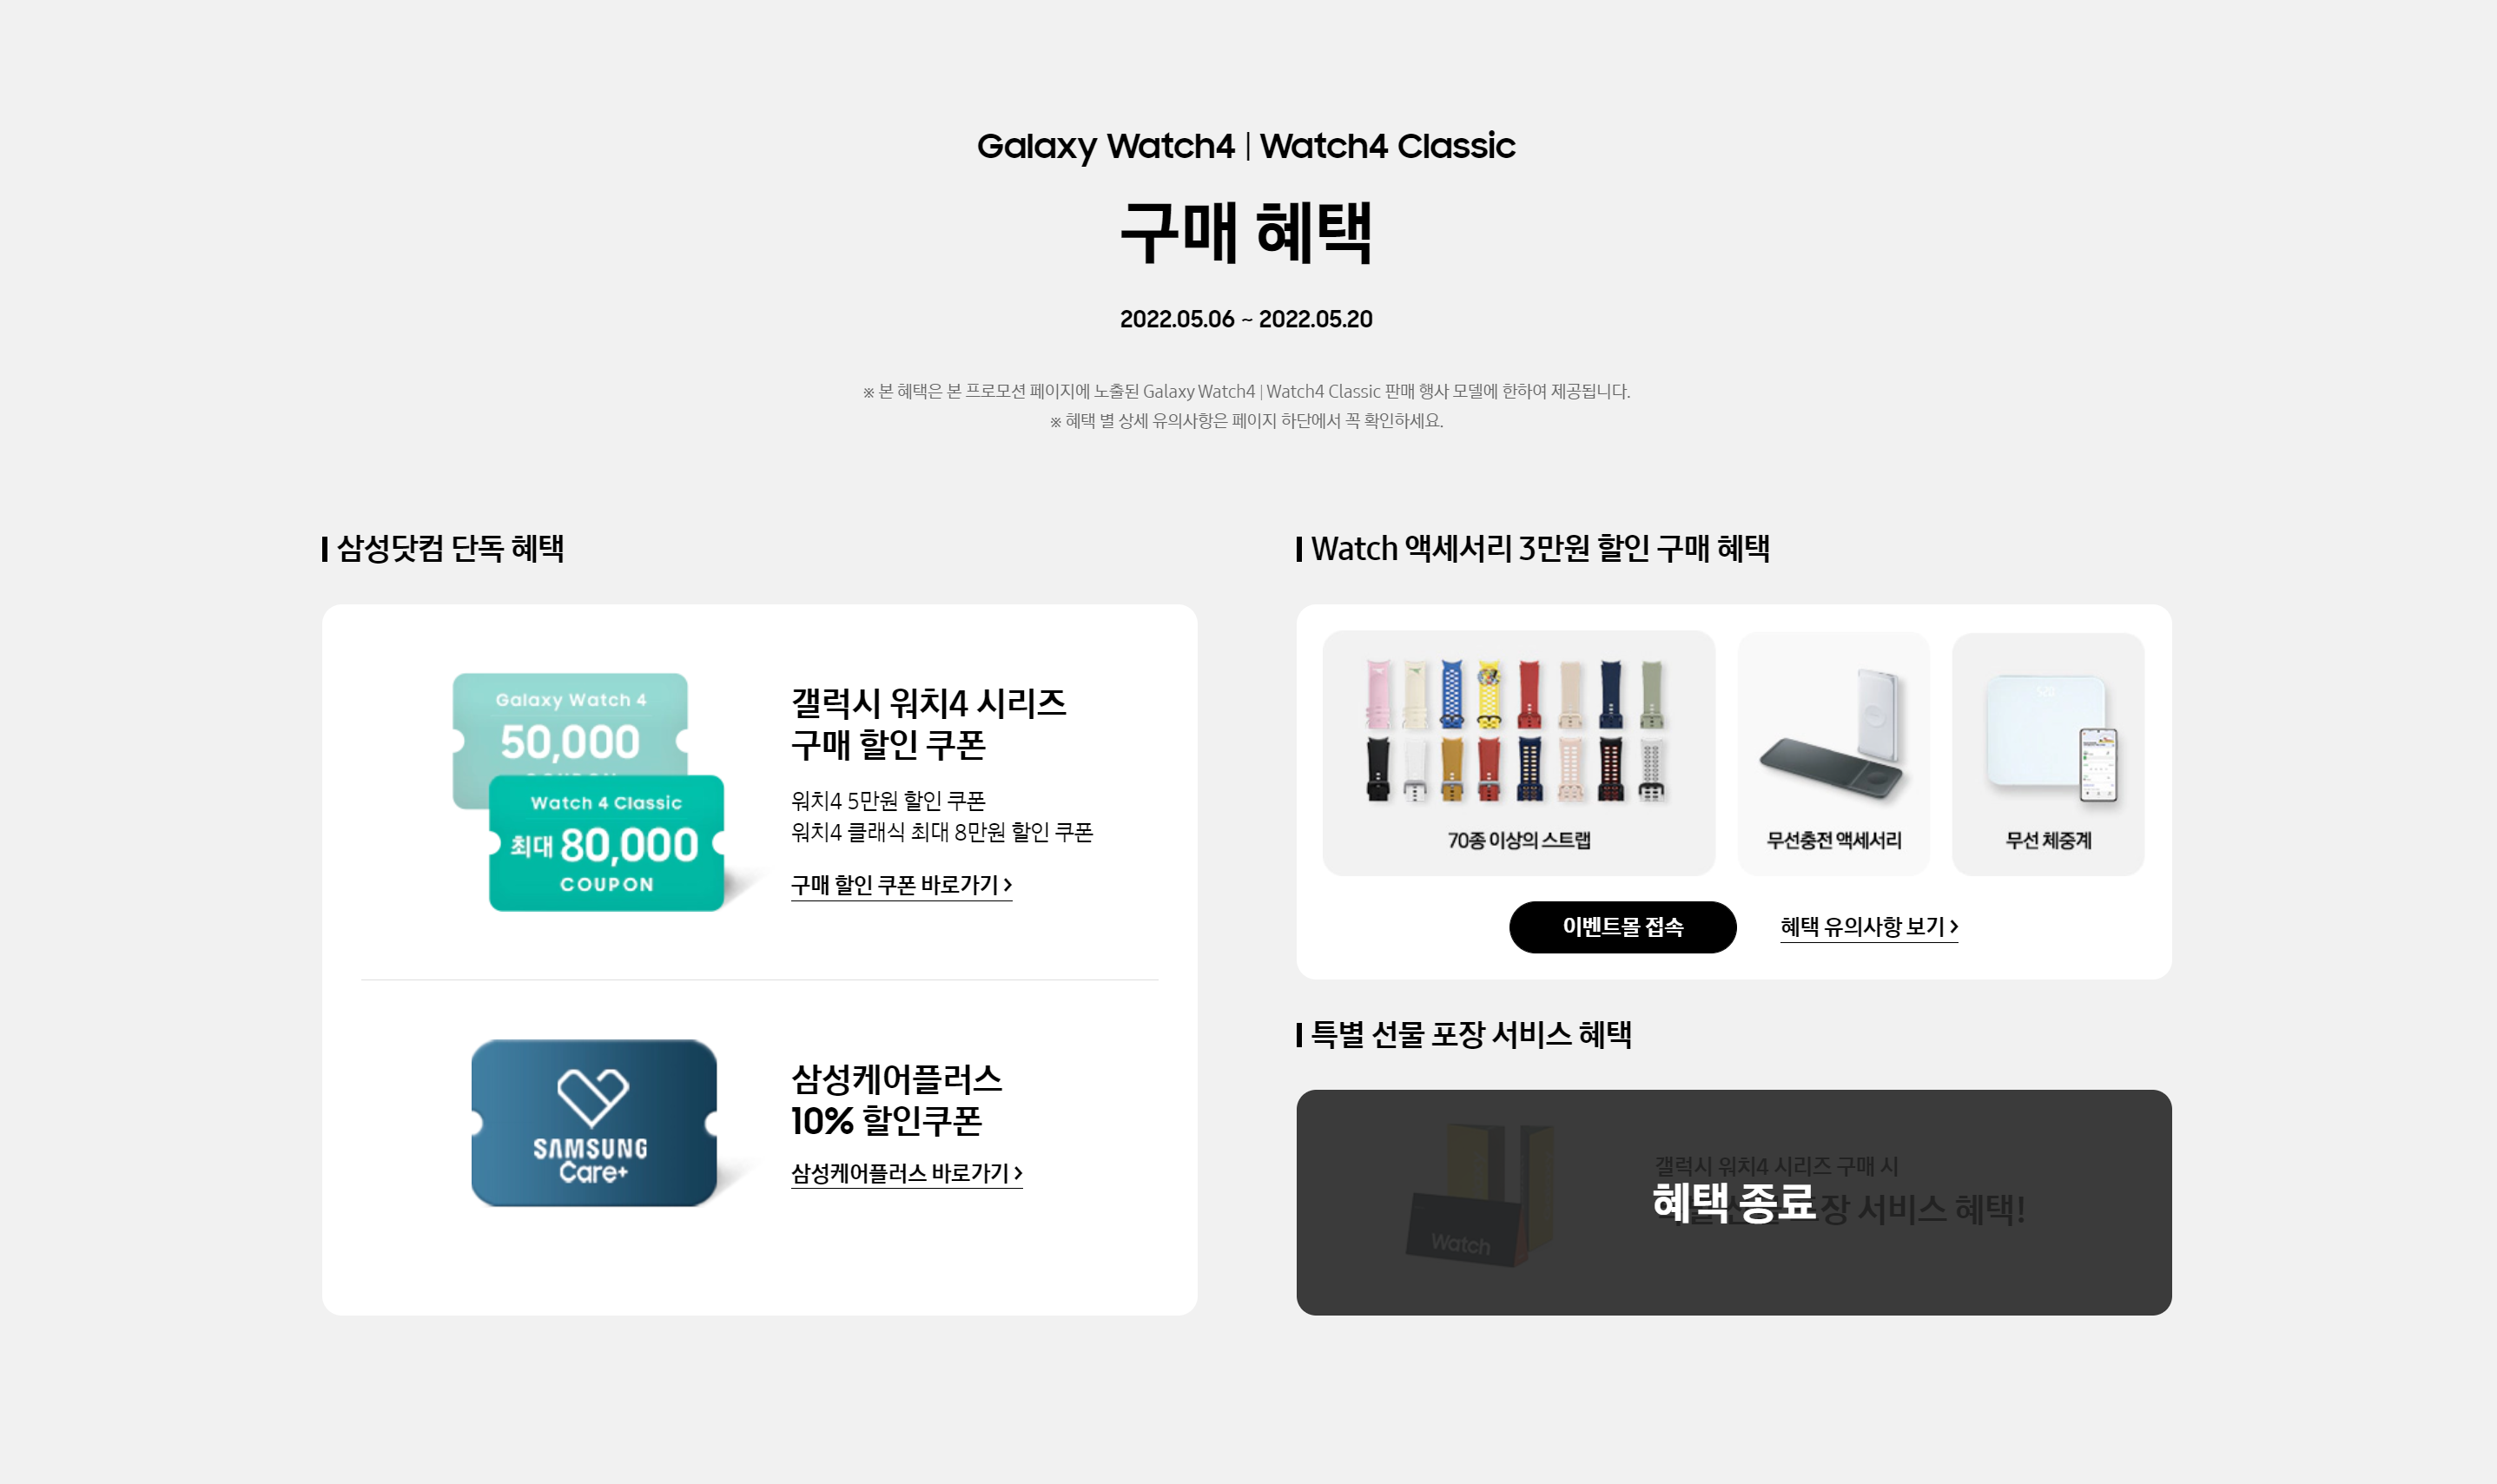 Galaxy Watch4 | Watch4 Classic
구매 혜택
2022.05.06 ~ 2022.05.20
※ 본 혜택은 본 프로모션 페이지에 노출된 Galaxy Watch4 | Watch4 Classic 판매 행사 모델에 한하여 제공됩니다.
※ 혜택 별 상세 유의사항은 페이지 하단에서 꼭 확인하세요.
삼성닷컴 단독 혜택
Galaxy Watch 4
50,000
Watch 4 Classic
최대 80,000
COUPON
갤럭시 워치4 시리즈
구매 할인 쿠폰
워치4 5만원 할인 쿠폰
워치4 클래식 최대 8만원 할인 쿠폰
구매 할인 쿠폰 바로가기 >
SAMSUNG
Care+
삼성케어플러스
10% 할인쿠폰
삼성케어플러스 바로가기 >
Watch 액세서리 3만원 할인 구매 혜택
70종 이상의 스트랩
무선충전 액세서리
무선 체중계
이벤트몰 접속
혜택 유의사항 보기 >
특별 선물 포장 서비스 혜택
Watch
갤럭시 워치4 시리즈 구매 시
서비스 혜택!
혜택 종료